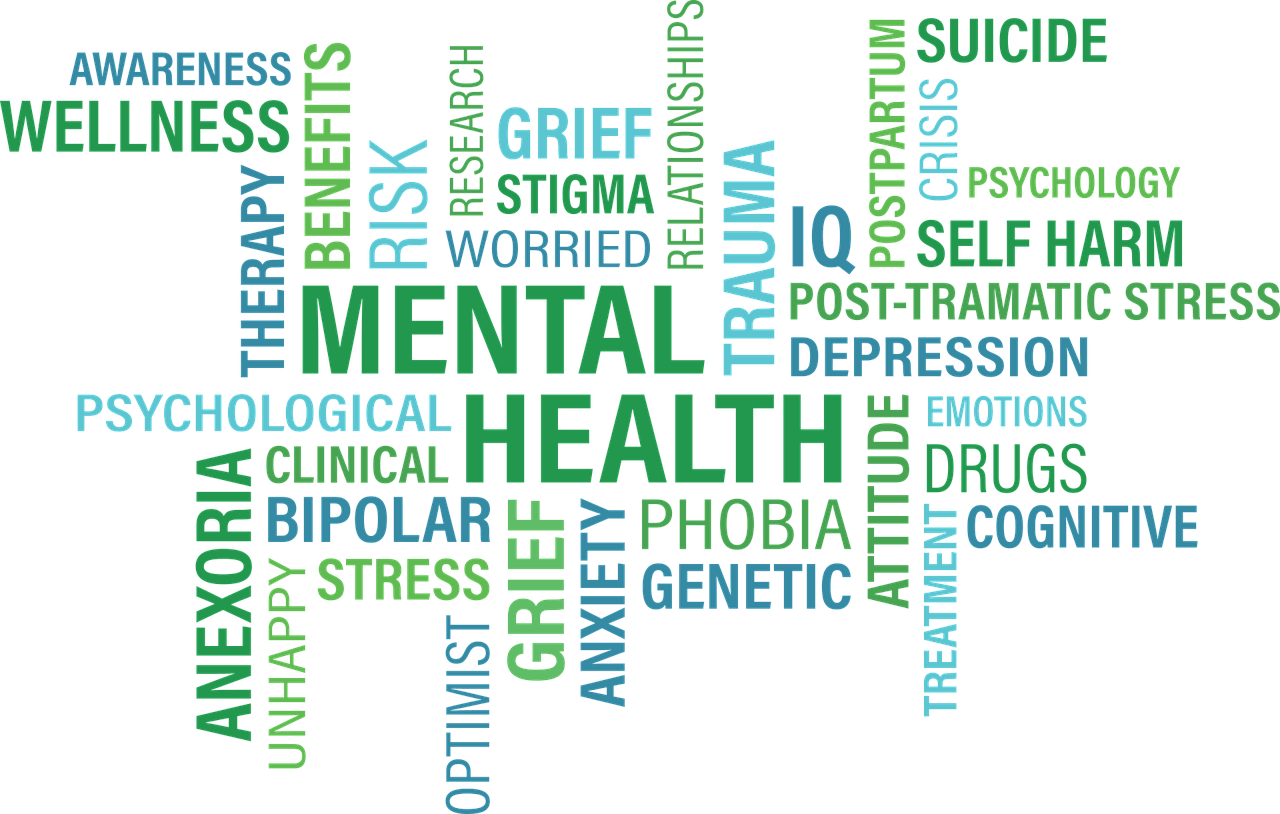 AWARENESS
WELLNESS
THERAPY
BENEFITS
RISK
RESEARCH
GRIEF
STIGMA
WORRIED
RELATIONSHIPS
TRAUMA
IQ
POSTPARTUM
SUICIDE
CRISIS
PSYCHOLOGY
SELF HARM
POST-TRAMATIC STRESS
DEPRESSION
MENTAL
HEALTH
PSYCHOLOGICAL
CLINICAL
BIPOLAR
STRESS
ANEXORIA
UNHAPPY
OPTIMIST
GRIEF
ANXIETY
PHOBIA
GENETIC
ATTITUDE
EMOTIONS
DRUGS
COGNITIVE
TREATMENT